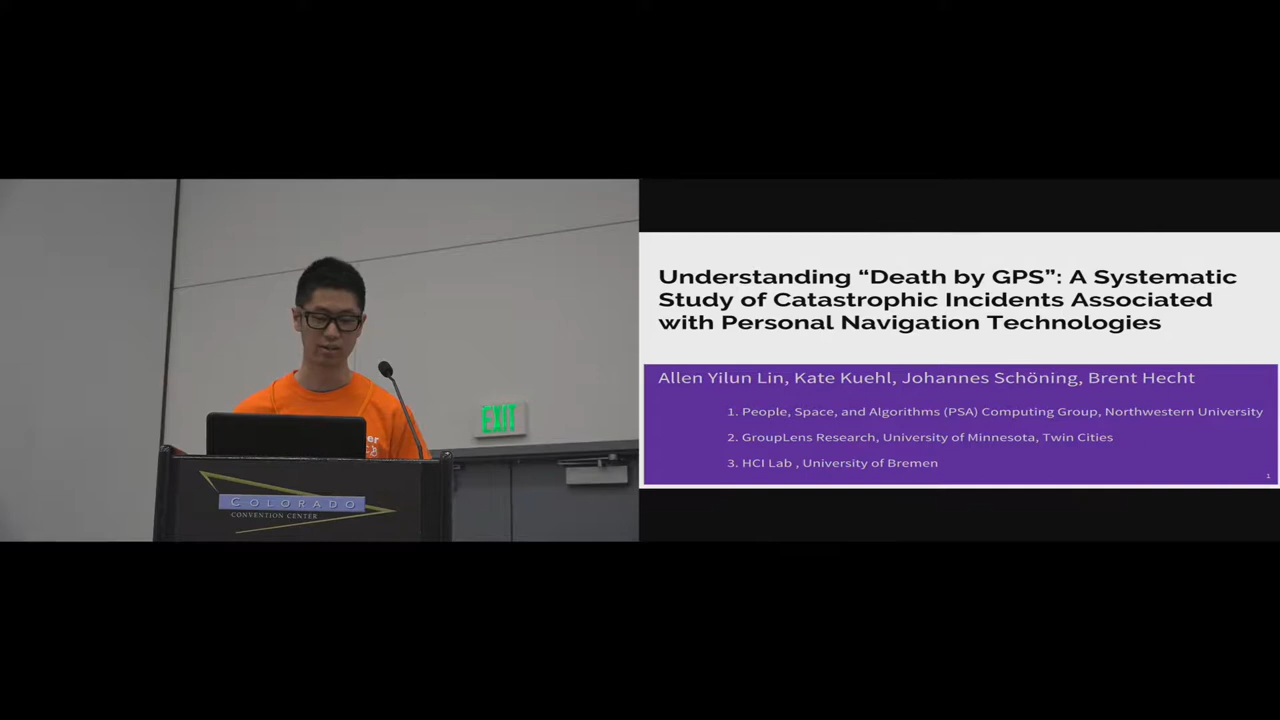 EXIT
COLORADO
CONVENTION CENTER
Understanding “Death by GPS”: A Systematic
Study of Catastrophic Incidents Associated
with Personal Navigation Technologies
Allen Yilun Lin, Kate Kuehl, Johannes Schöning, Brent Hecht
1. People, Space, and Algorithms (PSA) Computing Group, Northwestern University
2. GroupLens Research, University of Minnesota, Twin Cities
3. HCI Lab , University of Bremen
1